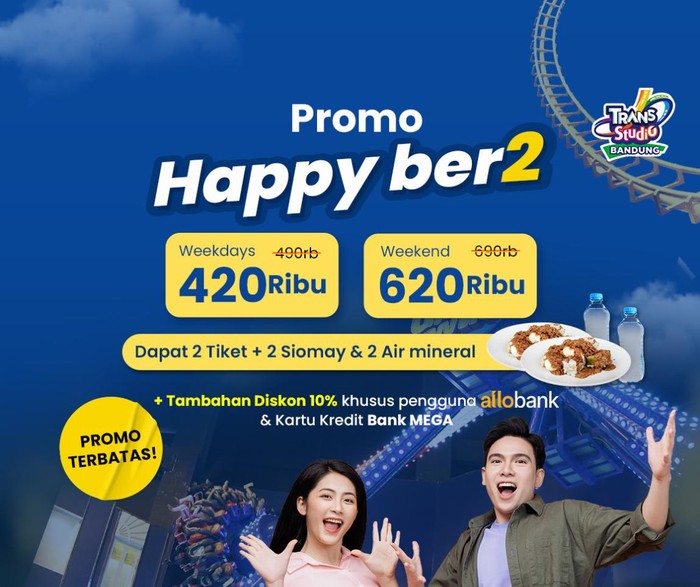 Promo
TRANS
Studio
BANDUNG
Happy ber2
Weekdays 490rb
420Ribu
Weekend 690rb
620Ribu
Dapat 2 Tiket + 2 Siomay & 2 Air mineral
+ Tambahan Diskon 10% khusus pengguna allobank
& Kartu Kredit Bank MEGA
PROMO
TERBATAS!